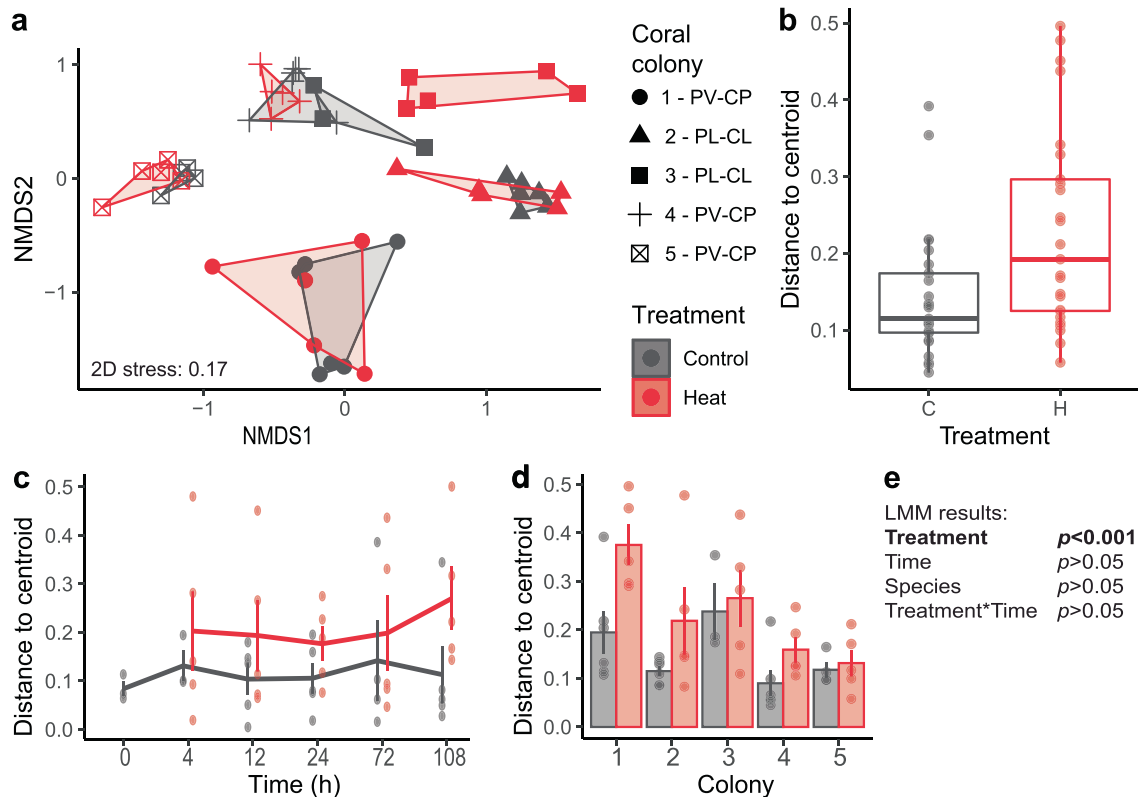 a
1
0
−1
NMDS2
2D stress: 0.17
−1
0
1
NMDS1
Coral
colony
1 - PV-CP
2 - PL-CL
3 - PL-CL
4 - PV-CP
5 - PV-CP
Treatment
Control
Heat
b
0.5
0.4
0.3
0.2
0.1
Distance to centroid
C
H
Treatment
c
0.5
0.4
0.3
0.2
0.1
0.0
Distance to centroid
0
4
12
24
72
108
Time (h)
d
0.5
0.4
0.3
0.2
0.1
0.0
Distance to centroid
1
2
3
4
5
Colony
e
LMM results:
Treatment p<0.001
Time p>0.05
Species p>0.05
Treatment*Time p>0.05